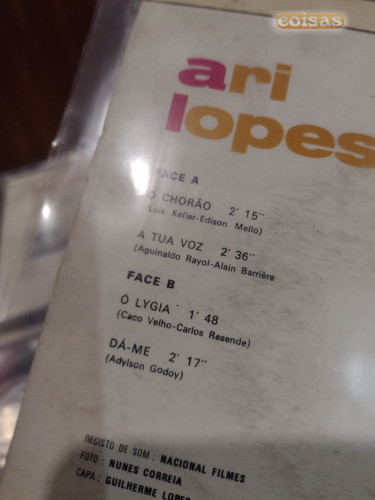 coisas
ari
lopes
FACE A
O CHORÃO 2' 15''
(Luis Keller-Edison Mello)
A TUA VOZ 2' 36''
(Aguinaldo Rayol-Alain Barrière
FACE B
Ó LYGIA 1' 48
(Caco Velho-Carlos Resende)
DÁ-ME 2' 17''
(Adylson Godoy)
REGISTO DE SOM: NACIONAL FILMES
FOTO: NUNES CORREIA
CAPA: GUILHERME LOPES